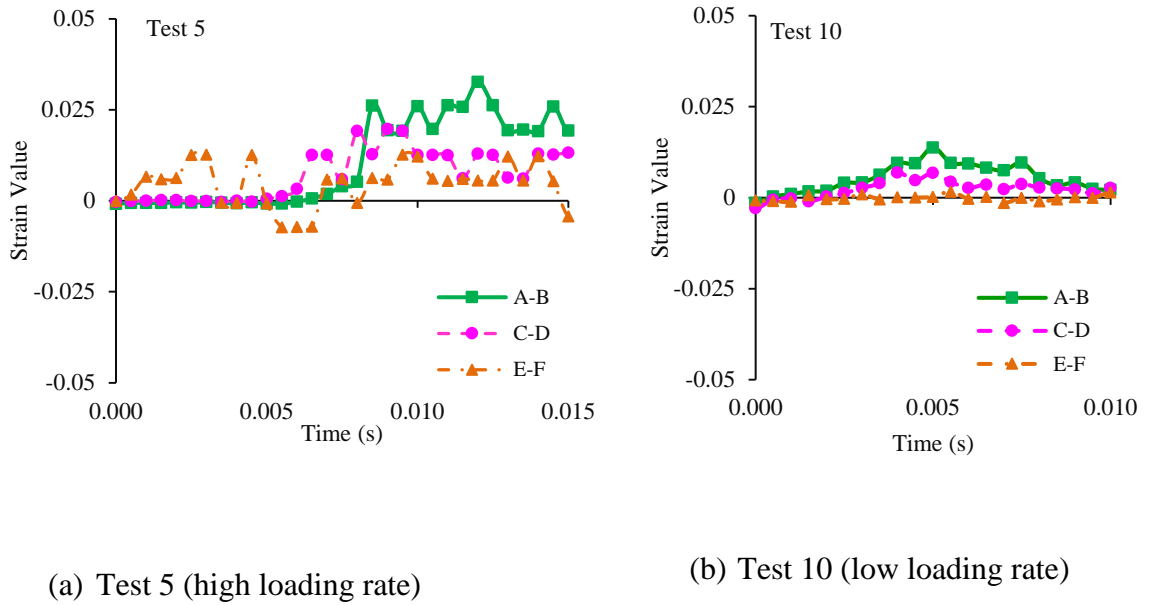 Test 5
0.05
0.025
0
-0.025
-0.05
Strain Value
A-B
C-D
E-F
0.000
0.005
0.010
0.015
Time (s)
Test 10
0.05
0.025
0
-0.025
-0.05
Strain Value
A-B
C-D
E-F
0.000
0.005
0.010
Time (s)
(a) Test 5 (high loading rate)
(b) Test 10 (low loading rate)